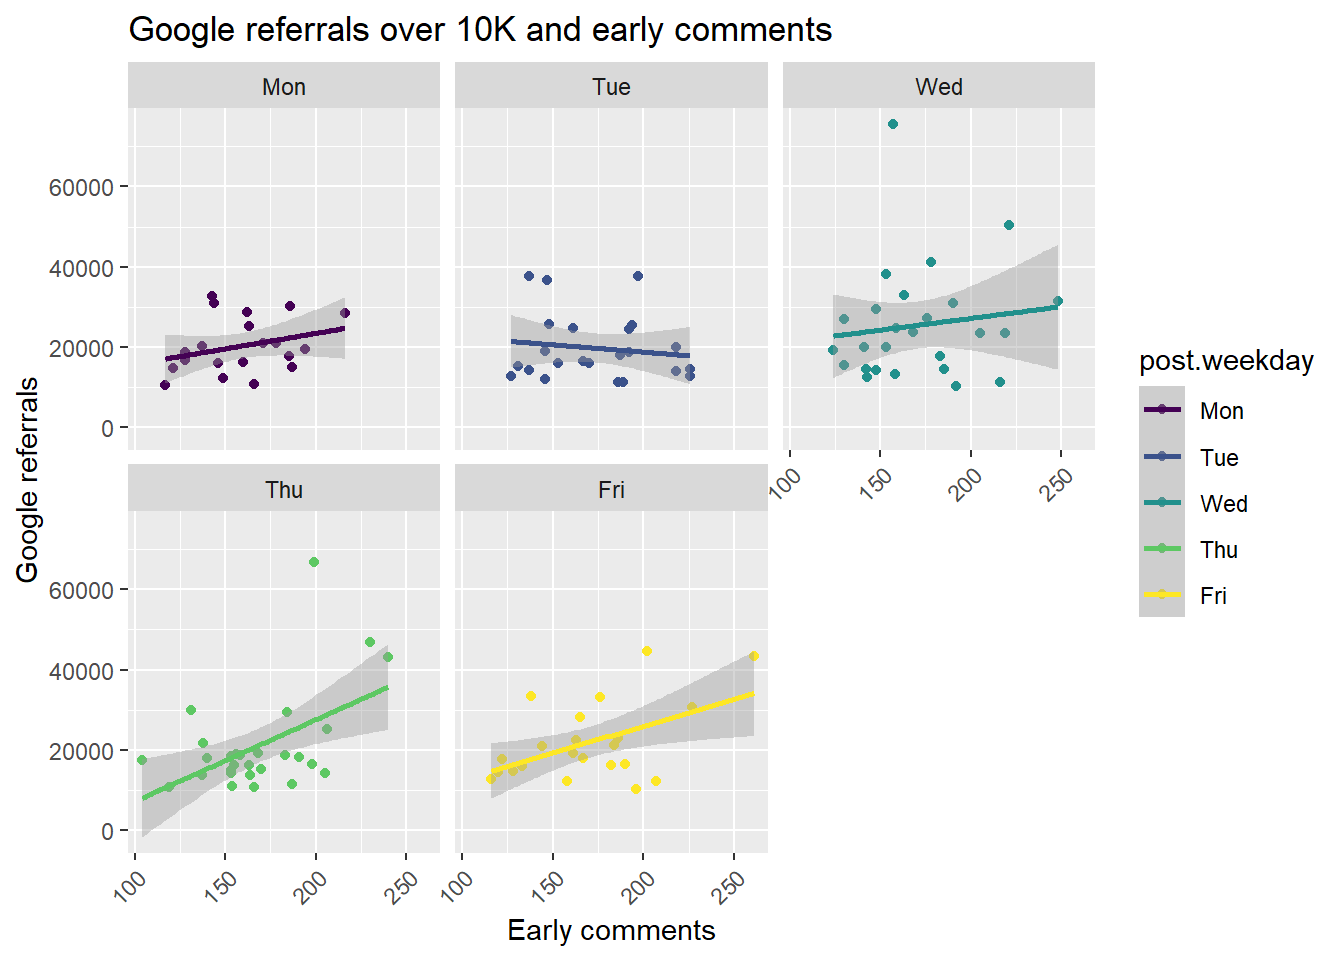 Google referrals over 10K and early comments
Mon
Tue
Wed
60000
40000
20000
0
100
150
200
250
Thu
Fri
60000
40000
20000
0
100
150
200
250
100
150
200
250
Early comments
Google referrals
post.weekday
Mon
Tue
Wed
Thu
Fri